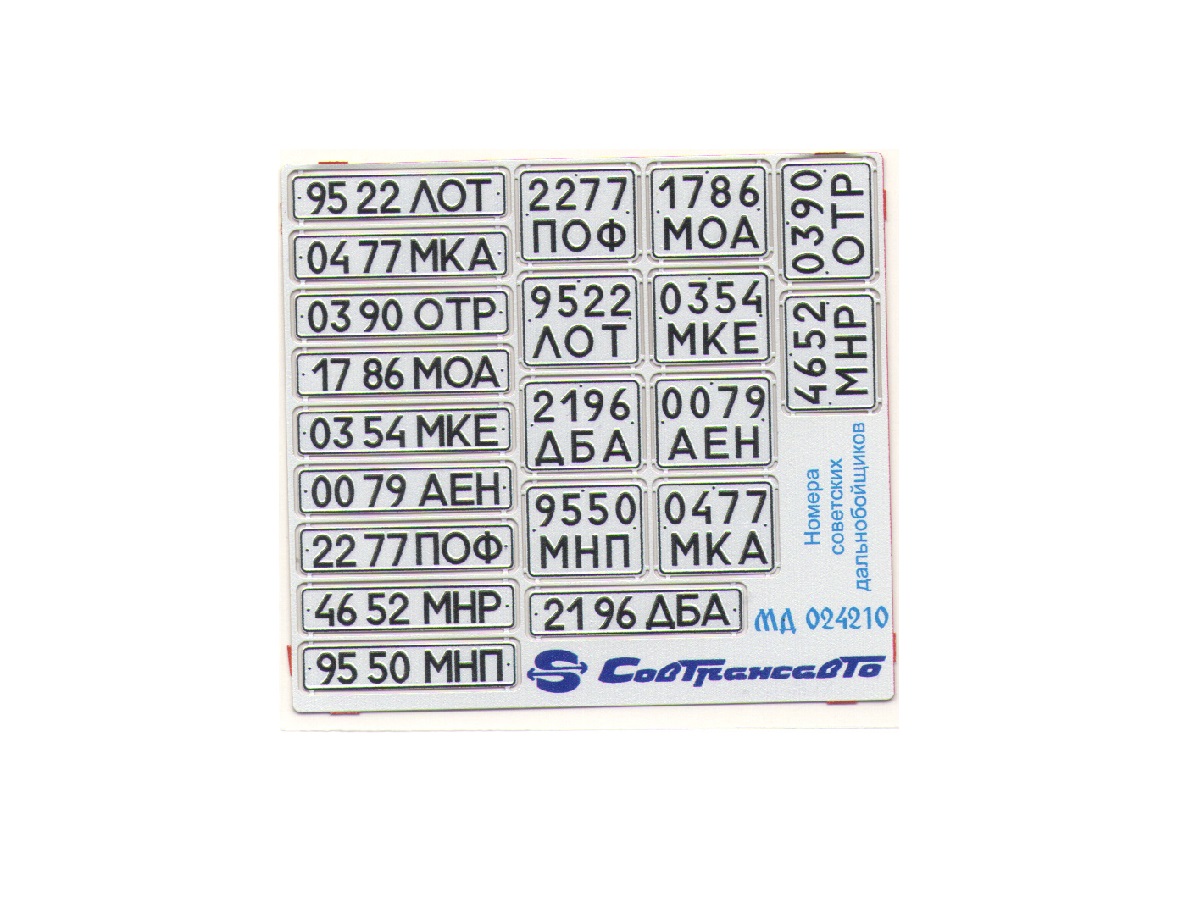 95 22 ЛОТ
04 77 МКА
03 90 ОТР
17 86 МОА
03 54 МКЕ
00 79 АЕН
22 77 ПОФ
46 52 МНР
95 50 МНП
2277
ПОФ
9522
ЛОТ
2196
ДБА
9550
МНП
1786
МОА
0354
МКЕ
0079
АЕН
0477
МКА
21 96 ДБА
0390
ОТР
4652
МНР
Номера
советских
дальнобойщиков
МД 024210
СовТрансавто